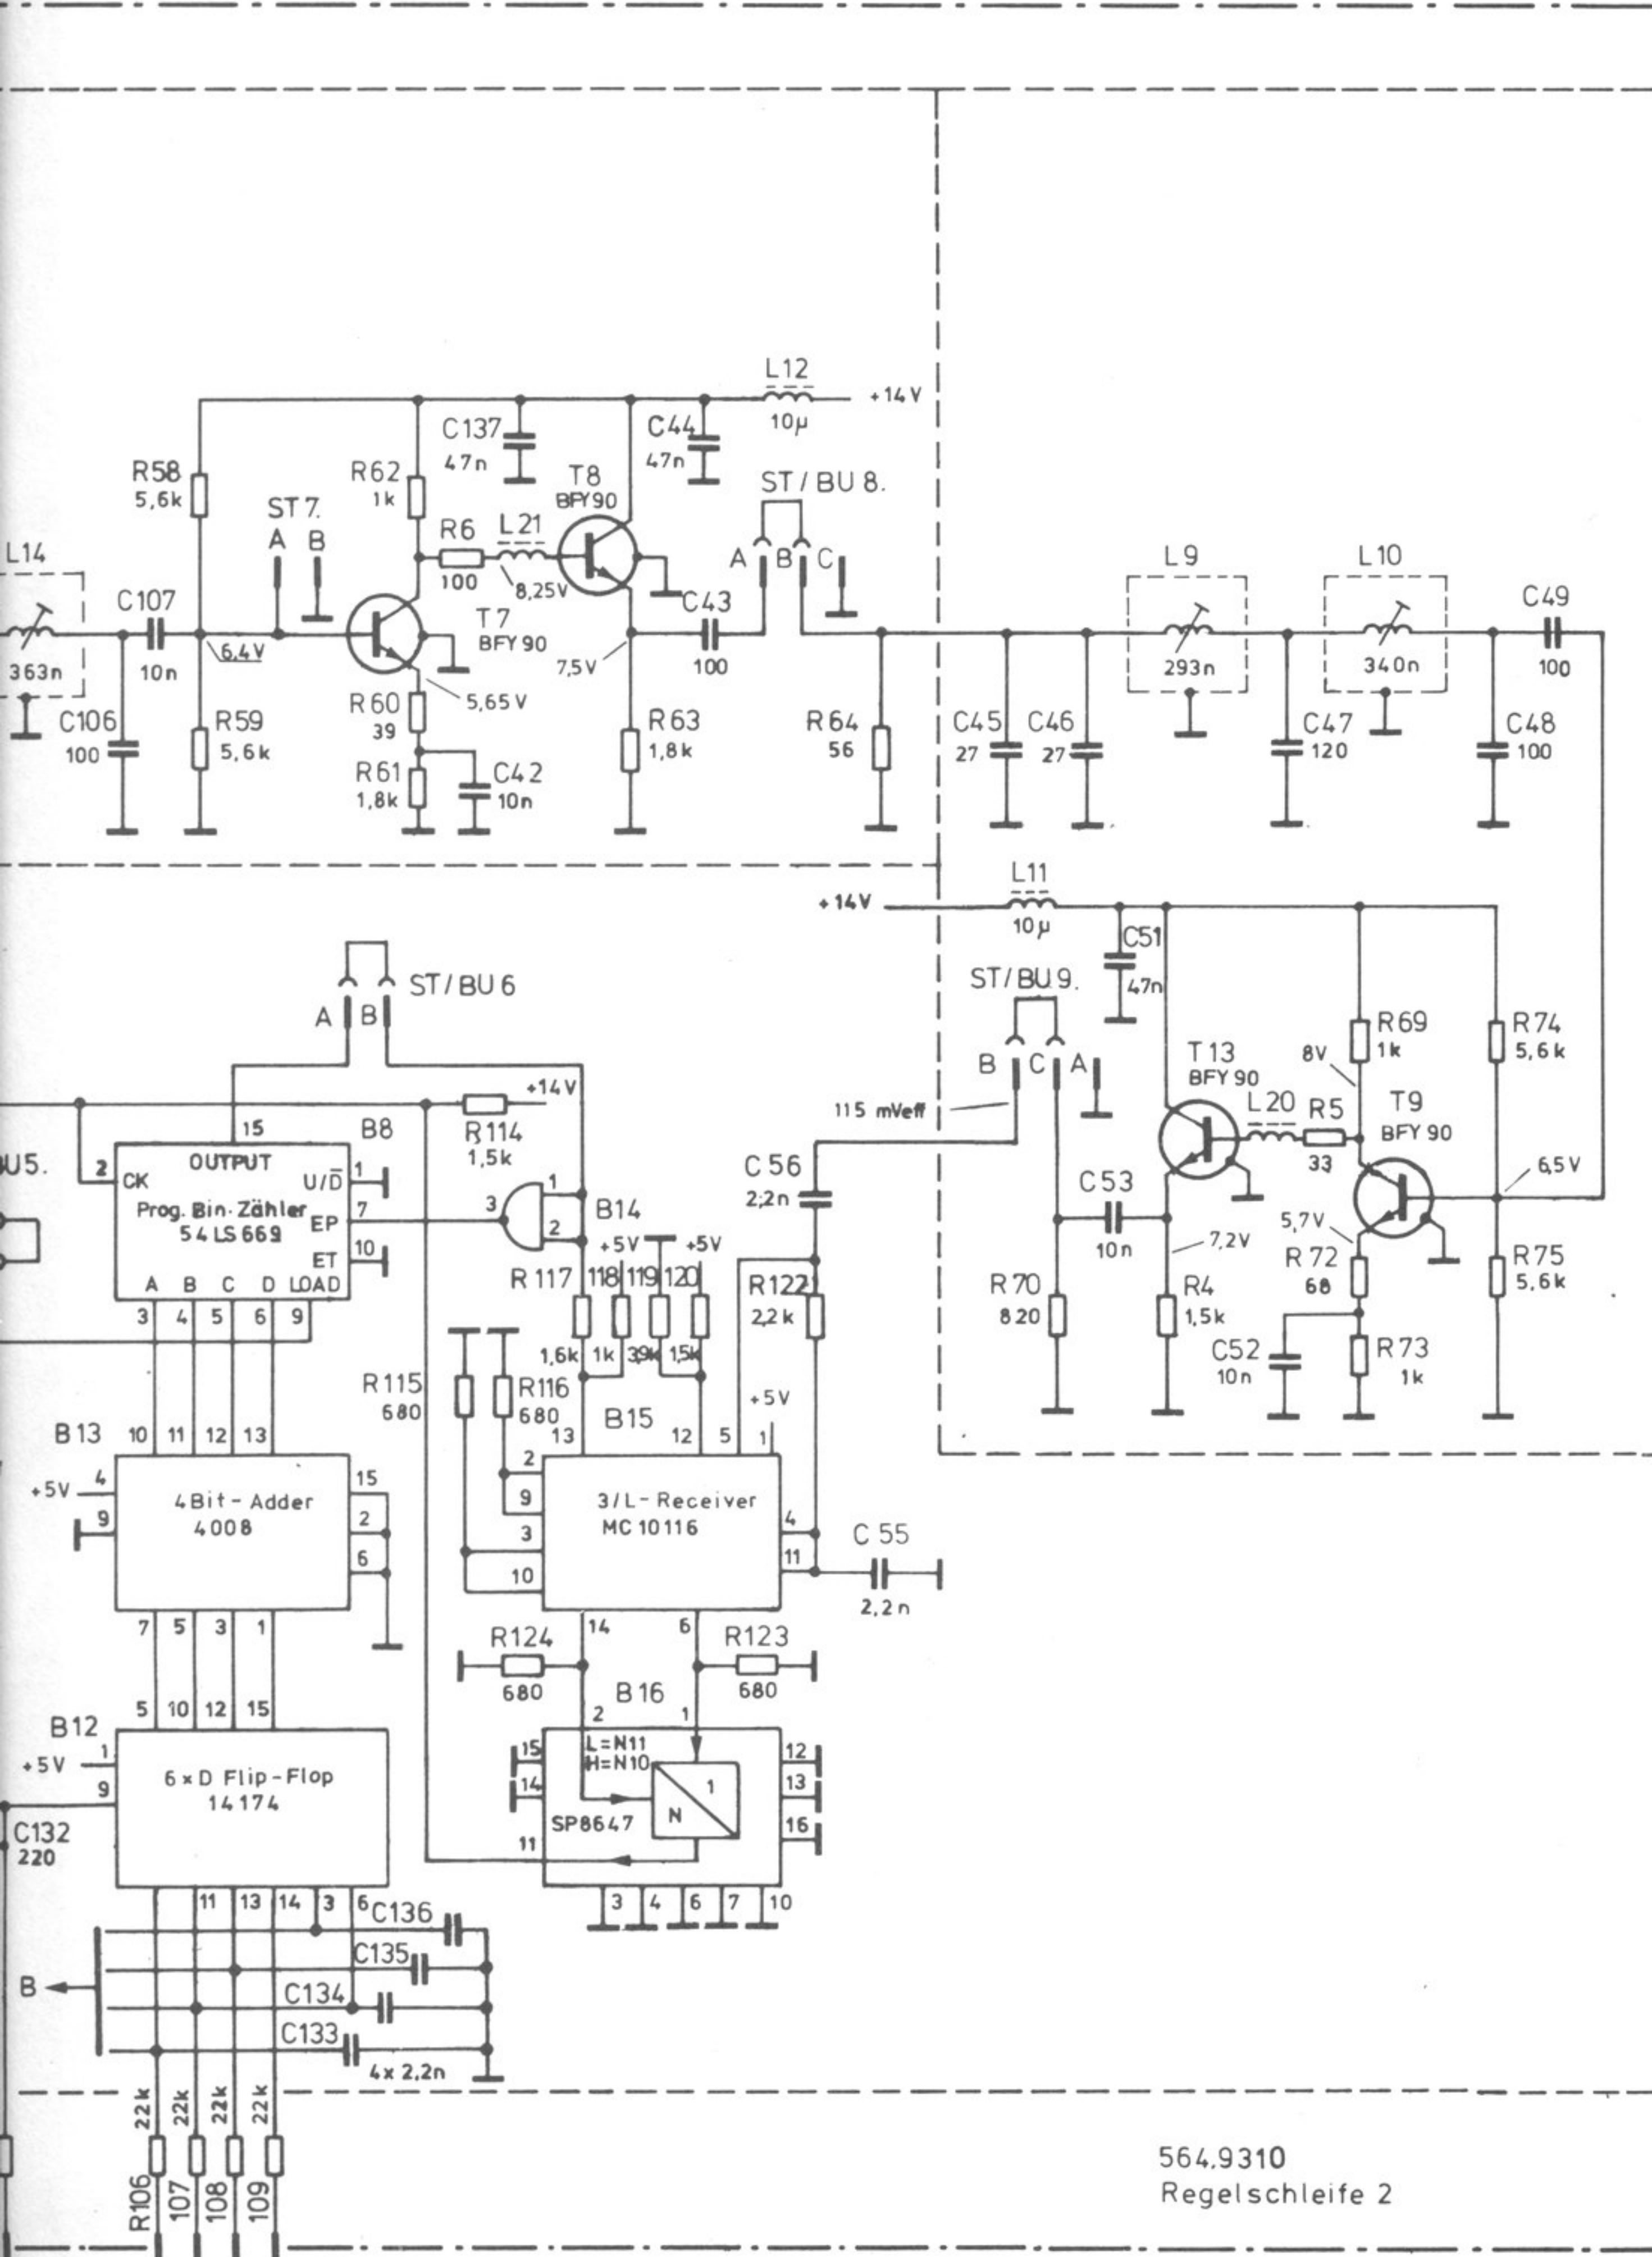 L12
+14V
10µ
C137
47n
C44
47n
R58
5,6k
R62
1k
T8
BFY90
ST/BU 8.
ST 7.
A B
R6
100
L21
8,25V
A B C
L14
363n
C107
10n
6,4V
T7
BFY 90
C43
100
7,5V
L9
293n
L10
340n
C49
100
C106
100
R59
5,6k
R60
39
5,65 V
R61
1,8k
C42
10n
R63
1,8k
R64
56
C45
27
C46
27
C47
120
C48
100
+14V
L11
10µ
C51
47n
ST/BU 6
A B
ST/BU 9.
B C A
115 mVeff
T13
BFY 90
8V
R69
1k
R74
5,6k
L20
R5
33
T9
BFY 90
6,5 V
+14V
R114
1,5k
B8
15
OUTPUT
2
CK
U/D̅
1
Prog. Bin-Zähler
54LS669
EP
7
ET
10
A B C D LOAD
3 4 5 6 9
U5.
3
1
2
B14
C 56
2,2n
C53
10n
7,2V
5,7V
R72
68
R75
5,6k
+5V +5V
R117 118 119 120
1,6k 1k 3,9k 1,5k
R122
2,2k
R70
820
R4
1,5k
C52
10n
R73
1k
R115
680
R116
680
B15
+5V
13 12 5 1
B13
10 11 12 13
+5V
4
9
4Bit-Adder
4008
15
2
6
7 5 3 1
2
9
3
10
3/L-Receiver
MC10116
4
11
C 55
2,2n
14 6
R124
680
R123
680
B16
2 1
B12
5 10 12 15
+5V
1
9
6xD Flip-Flop
14174
C132
220
11 13 14 3 6
15
14
L=N11
H=N10
SP8647
1
N
11
12
13
16
3 4 6 7 10
C136
C135
C134
C133
4x 2,2n
B
22k 22k 22k 22k
R106 107 108 109
564.9310
Regelschleife 2